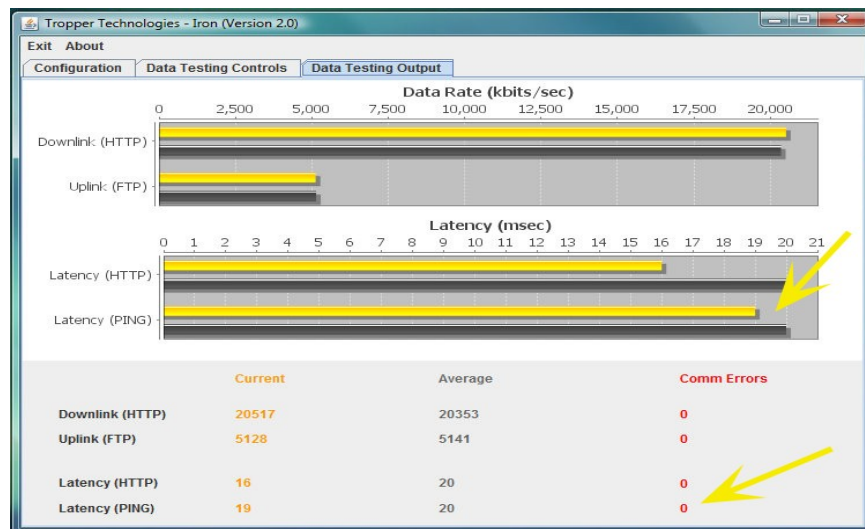 Tropper Technologies - Iron (Version 2.0)
Exit About
Configuration Data Testing Controls Data Testing Output
Data Rate (kbits/sec)
0 2,500 5,000 7,500 10,000 12,500 15,000 17,500 20,000
Downlink (HTTP)
Uplink (FTP)
Latency (msec)
0 1 2 3 4 5 6 7 8 9 10 11 12 13 14 15 16 17 18 19 20 21
Latency (HTTP)
Latency (PING)
Current Average Comm Errors
Downlink (HTTP) 20517 20353 0
Uplink (FTP) 5128 5141 0
Latency (HTTP) 16 20 0
Latency (PING) 19 20 0